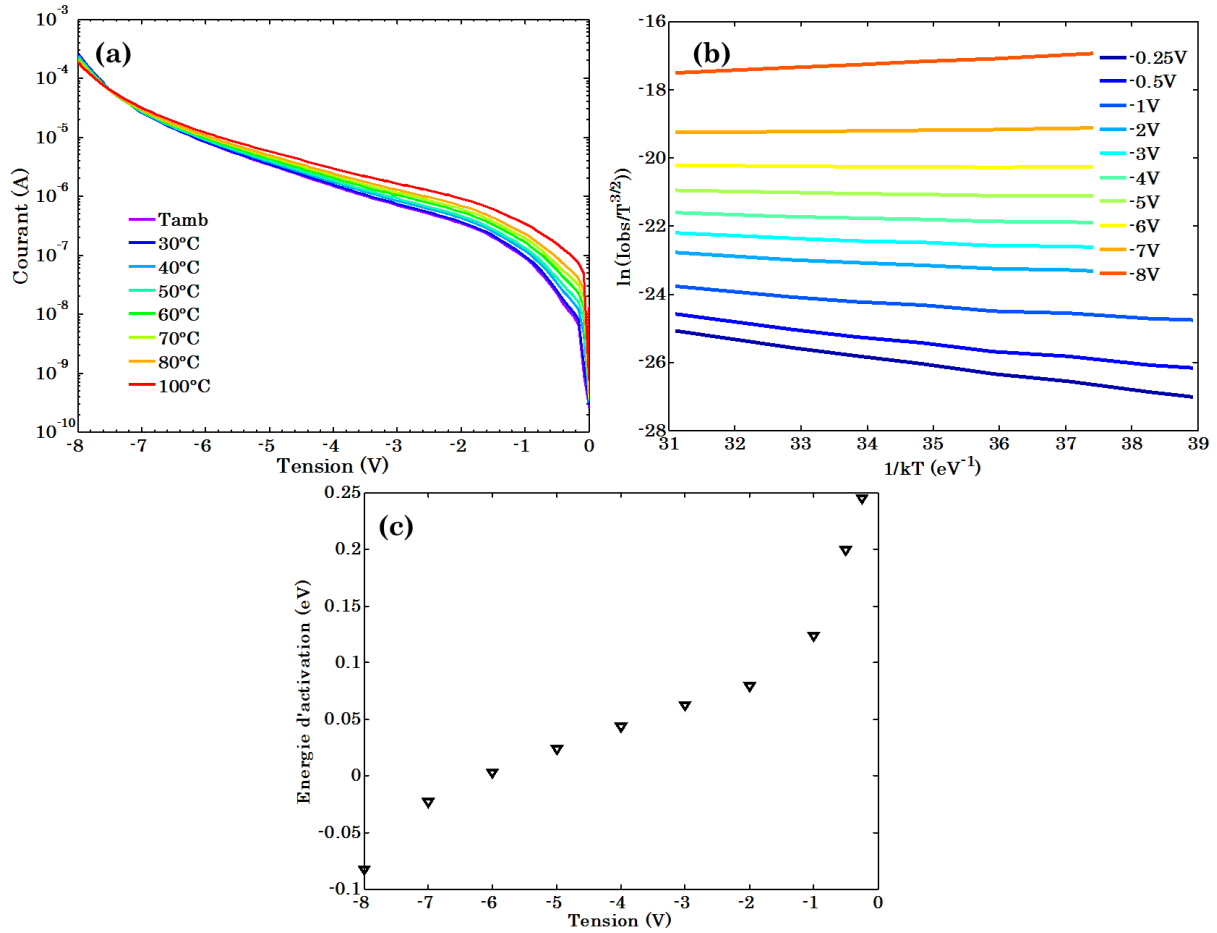 (a)
Courant (A)
10⁻³
10⁻⁴
10⁻⁵
10⁻⁶
10⁻⁷
10⁻⁸
10⁻⁹
10⁻¹⁰
Tamb
30°C
40°C
50°C
60°C
70°C
80°C
100°C
-8 -7 -6 -5 -4 -3 -2 -1 0
Tension (V)
(b)
ln(Iobs/T³ᐟ²))
-16
-18
-20
-22
-24
-26
-28
-0.25V
-0.5V
-1V
-2V
-3V
-4V
-5V
-6V
-7V
-8V
31 32 33 34 35 36 37 38 39
1/kT (eV⁻¹)
(c)
Energie d'activation (eV)
0.25
0.2
0.15
0.1
0.05
0
-0.05
-0.1
-8 -7 -6 -5 -4 -3 -2 -1 0
Tension (V)